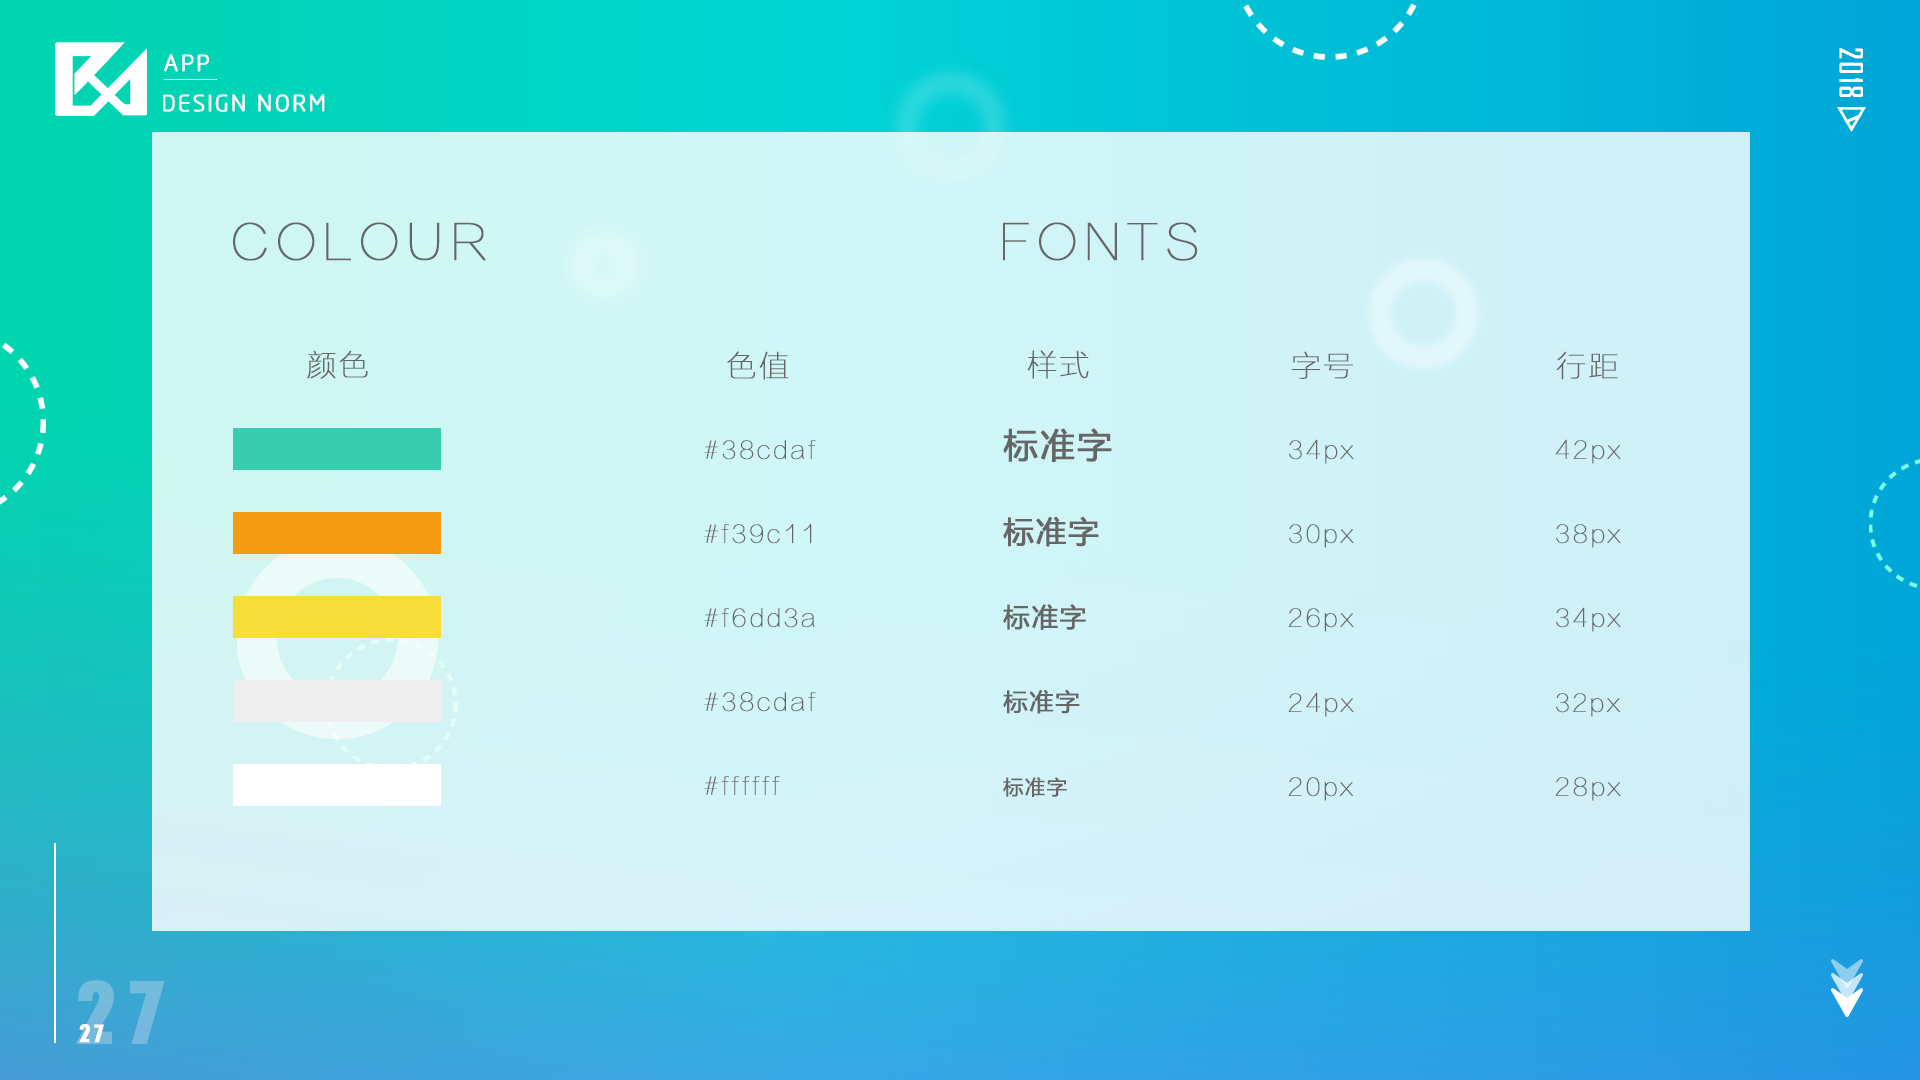 APP
DESIGN NORM
2018
COLOUR
FONTS
颜色 色值 样式 字号 行距
#38cdaf 标准字 34px 42px
#f39c11 标准字 30px 38px
#f6dd3a 标准字 26px 34px
#38cdaf 标准字 24px 32px
#ffffff 标准字 20px 28px
27
27